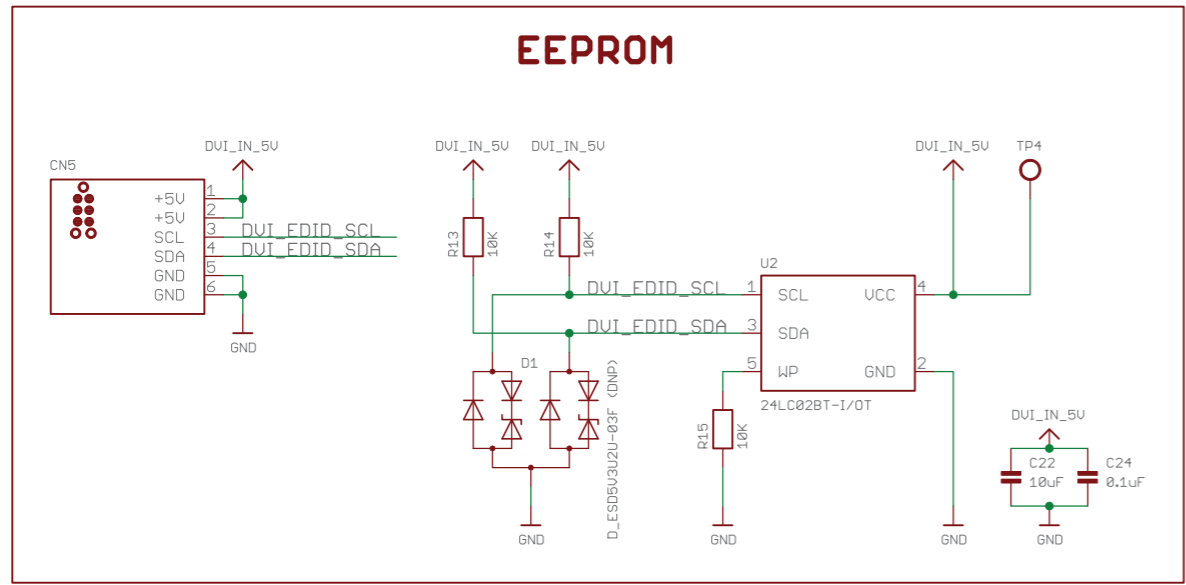 EEPROM
CN5
DVI_IN_5V
+5V 1
+5V 2
SCL 3 DVI_EDID_SCL
SDA 4 DVI_EDID_SDA
GND 5
GND 6
GND
DVI_IN_5V DVI_IN_5V
R13 10K
R14 10K
DVI_EDID_SCL
DVI_EDID_SDA
D1
D_ESD5V3U2U-03F (DNP)
GND
DVI_IN_5V TP4
U2
1 SCL VCC 4
3 SDA
5 WP GND 2
24LC02BT-I/OT
R15 10K
GND
GND
DVI_IN_5V
C22 C24
10uF 0.1uF
GND